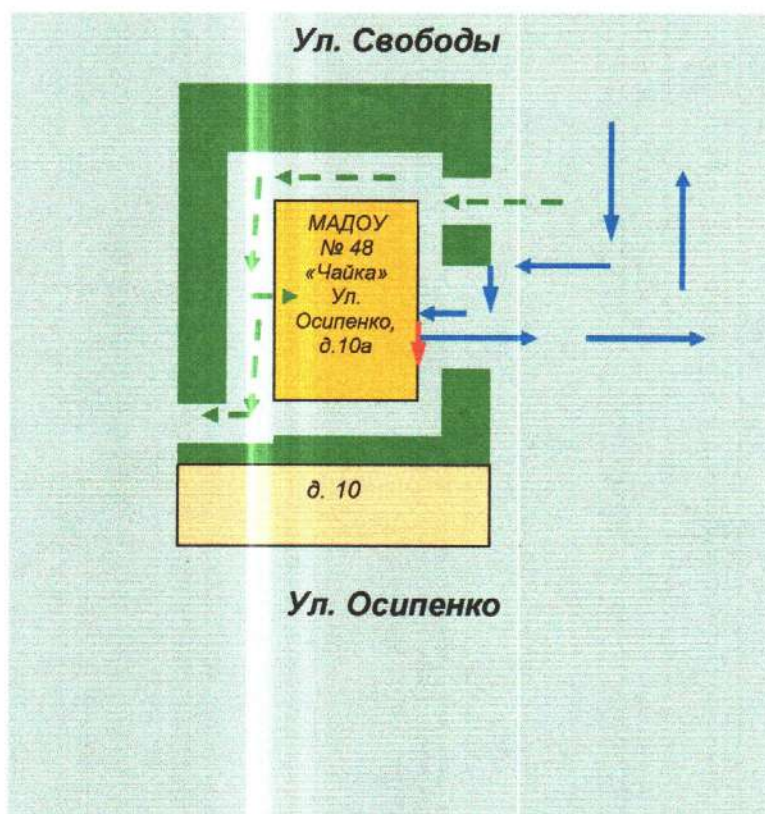 Ул. Свободы
МАДОУ
№ 48
«Чайка»
Ул.
Осипенко,
д.10а
д. 10
Ул. Осипенко